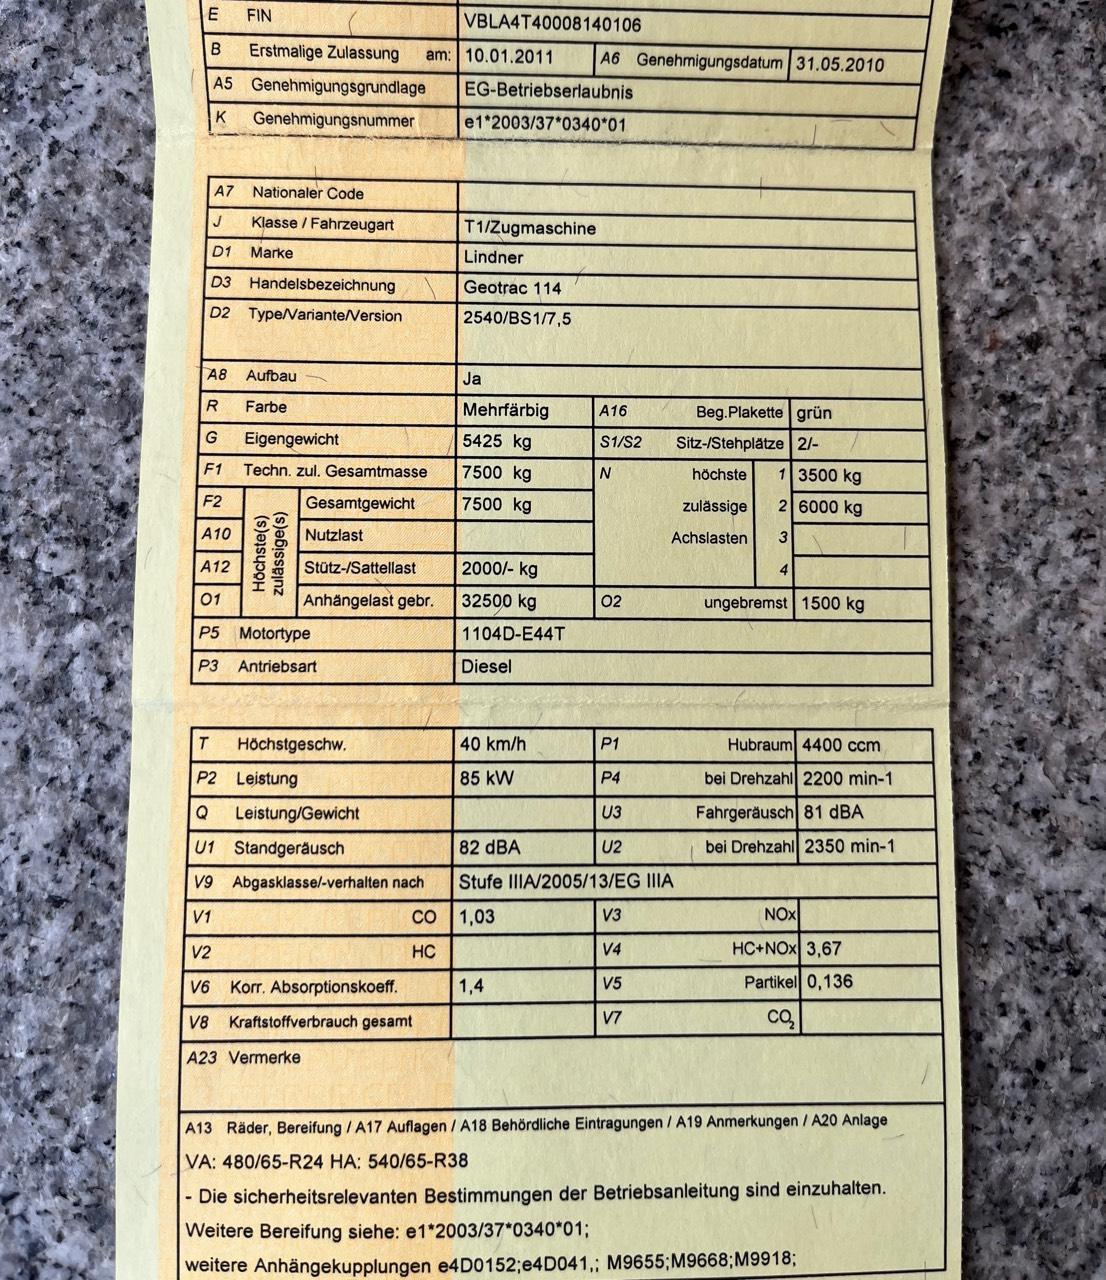 E FIN VBLA4T40008140106
B Erstmalige Zulassung am: 10.01.2011 A6 Genehmigungsdatum 31.05.2010
A5 Genehmigungsgrundlage EG-Betriebserlaubnis
K Genehmigungsnummer e1*2003/37*0340*01
A7 Nationaler Code
J Klasse / Fahrzeugart T1/Zugmaschine
D1 Marke Lindner
D3 Handelsbezeichnung Geotrac 114
D2 Type/Variante/Version 2540/BS1/7,5
A8 Aufbau Ja
R Farbe Mehrfärbig A16 Beg.Plakette grün
G Eigengewicht 5425 kg S1/S2 Sitz-/Stehplätze 2/-
F1 Techn. zul. Gesamtmasse 7500 kg N höchste 1 3500 kg
F2 Höchste(s) zulässige(s) Gesamtgewicht 7500 kg zulässige 2 6000 kg
A10 Nutzlast Achslasten 3
A12 Stütz-/Sattellast 2000/- kg 4
O1 Anhängelast gebr. 32500 kg O2 ungebremst 1500 kg
P5 Motortype 1104D-E44T
P3 Antriebsart Diesel
T Höchstgeschw. 40 km/h P1 Hubraum 4400 ccm
P2 Leistung 85 kW P4 bei Drehzahl 2200 min-1
Q Leistung/Gewicht U3 Fahrgeräusch 81 dBA
U1 Standgeräusch 82 dBA U2 bei Drehzahl 2350 min-1
V9 Abgasklasse/-verhalten nach Stufe IIIA/2005/13/EG IIIA
V1 CO 1,03 V3 NOx
V2 HC V4 HC+NOx 3,67
V6 Korr. Absorptionskoeff. 1,4 V5 Partikel 0,136
V8 Kraftstoffverbrauch gesamt V7 CO2
A23 Vermerke
A13 Räder, Bereifung / A17 Auflagen / A18 Behördliche Eintragungen / A19 Anmerkungen / A20 Anlage
VA: 480/65-R24 HA: 540/65-R38
- Die sicherheitsrelevanten Bestimmungen der Betriebsanleitung sind einzuhalten.
Weitere Bereifung siehe: e1*2003/37*0340*01;
weitere Anhängekupplungen e4D0152;e4D041,; M9655;M9668;M9918;